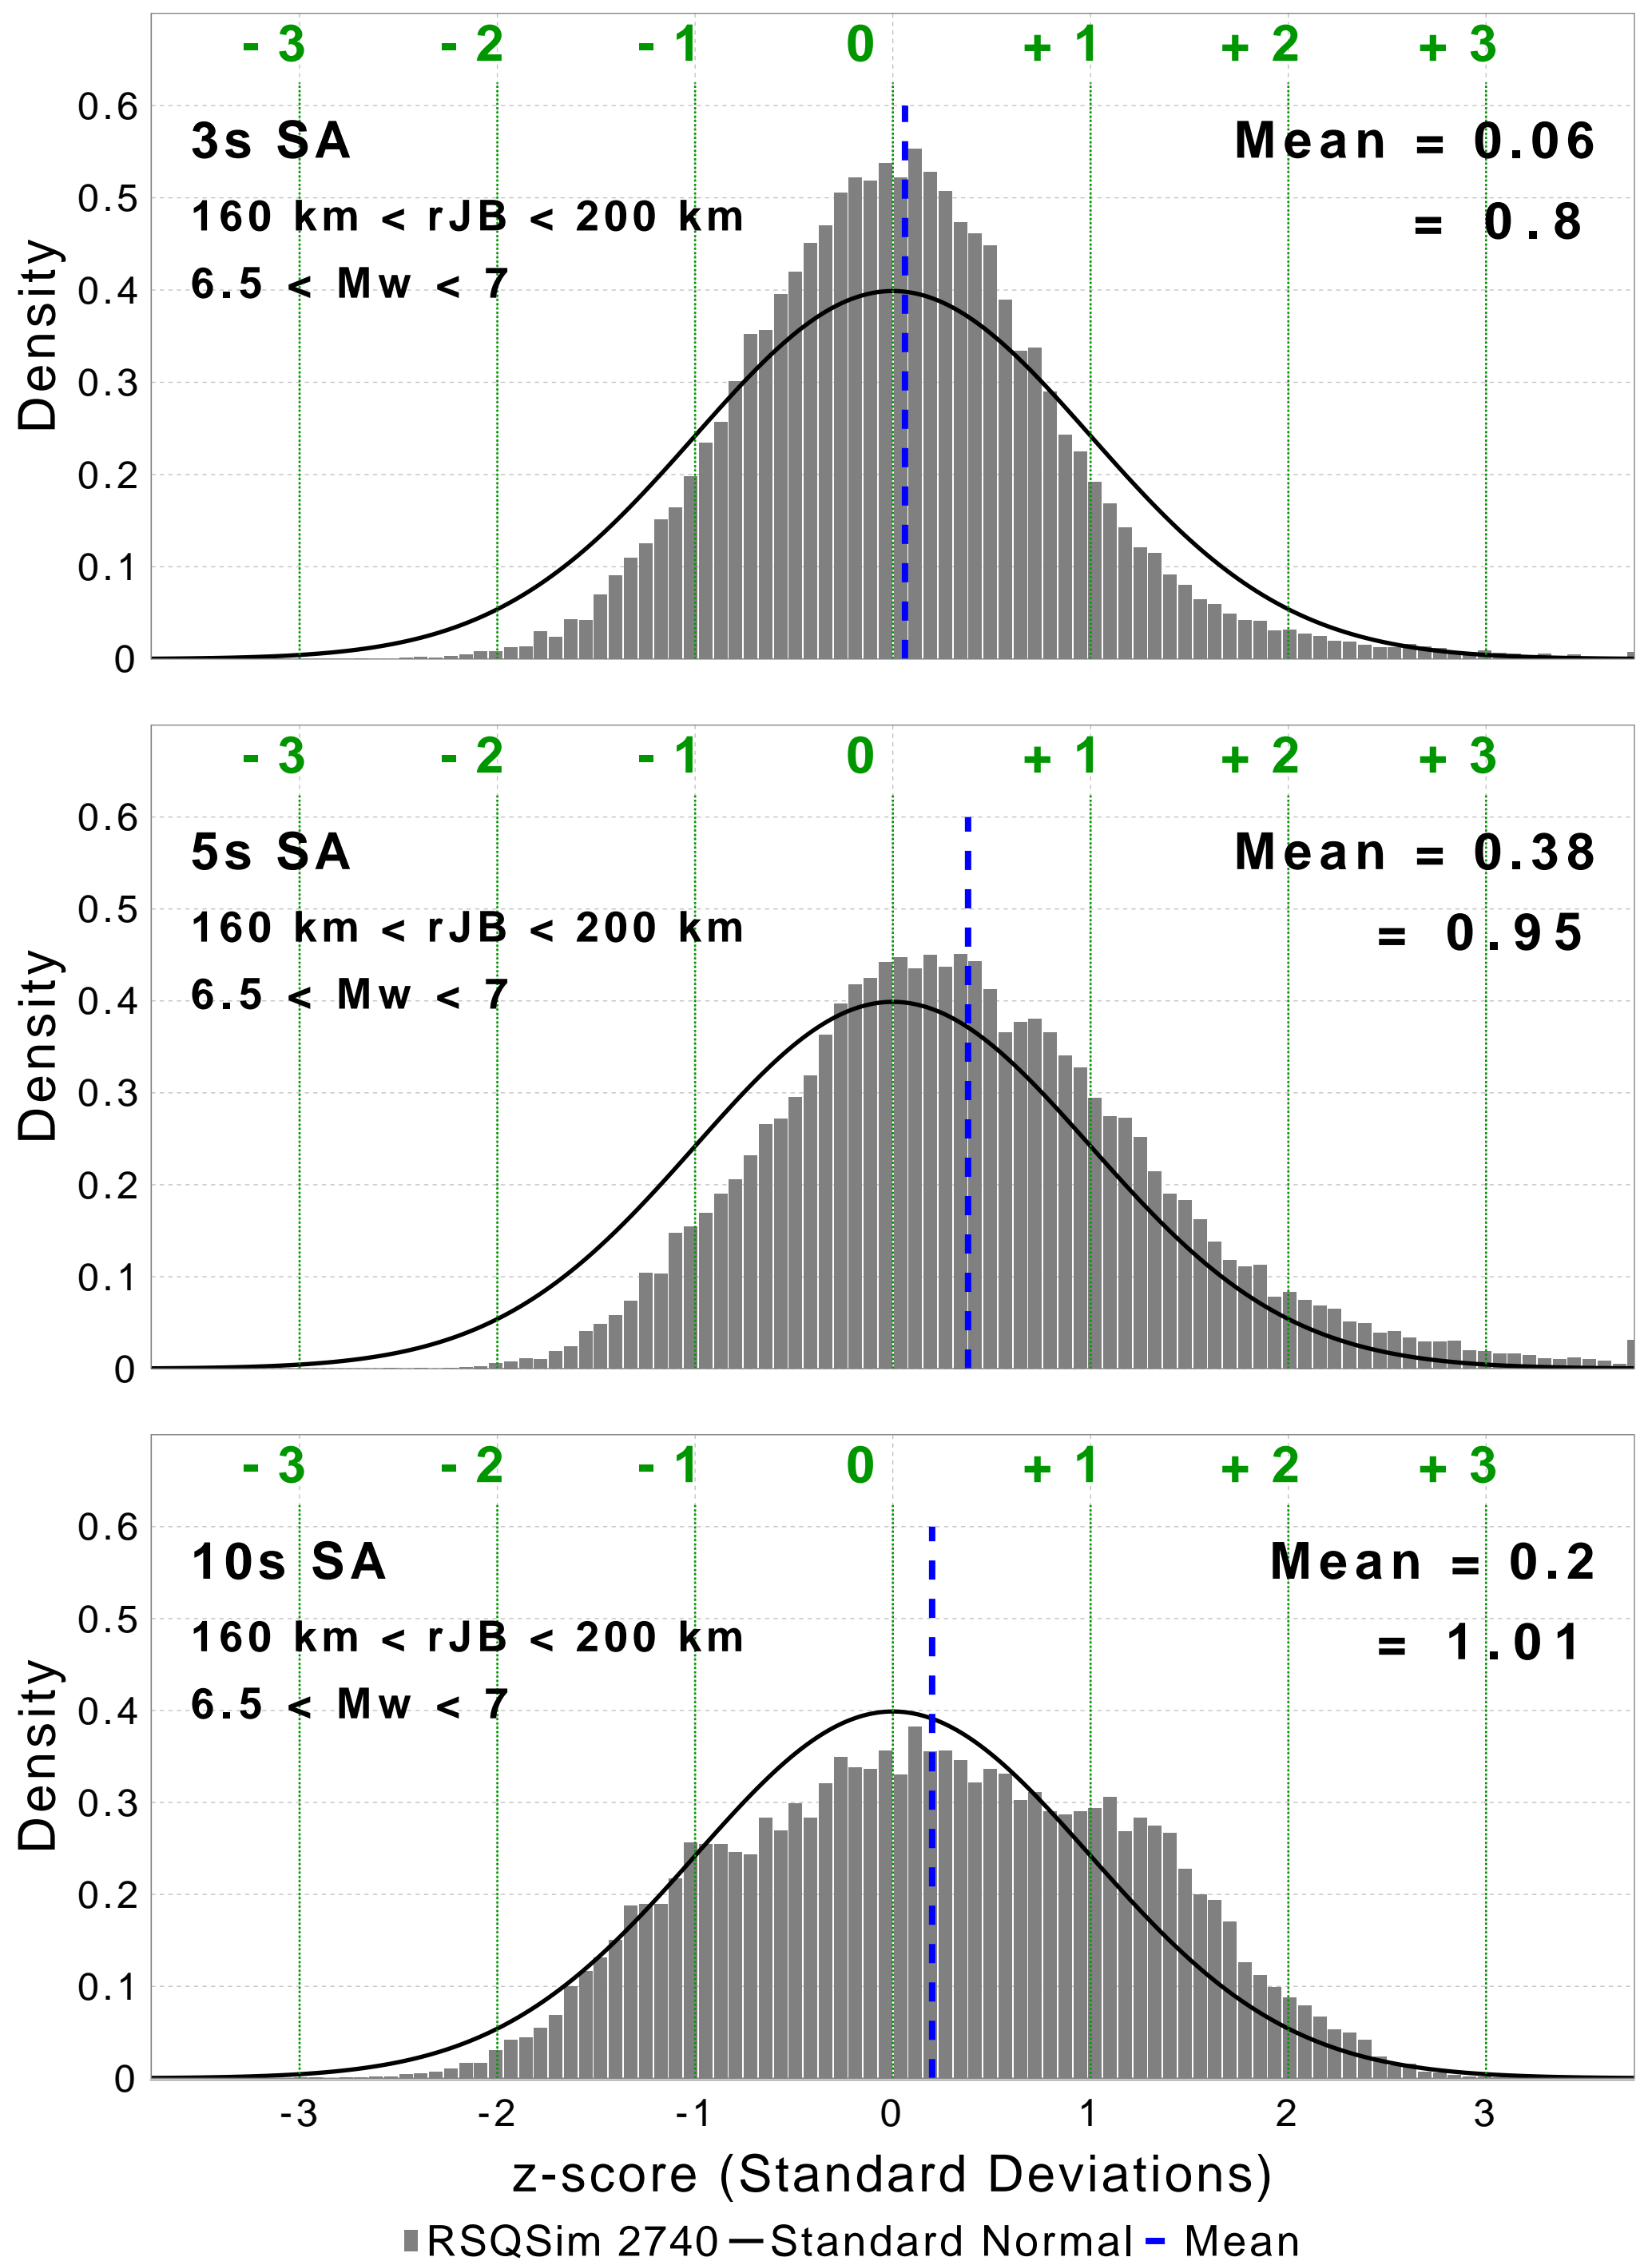 - 3 - 2 - 1 0 + 1 + 2 + 3
0.6
3s SA
Mean = 0.06
0.5
160 km < rJB < 200 km
= 0.8
6.5 < Mw < 7
0.4
Density
0.3
0.2
0.1
0
- 3 - 2 - 1 0 + 1 + 2 + 3
0.6
5s SA
Mean = 0.38
0.5
160 km < rJB < 200 km
= 0.95
6.5 < Mw < 7
0.4
Density
0.3
0.2
0.1
0
- 3 - 2 - 1 0 + 1 + 2 + 3
0.6
10s SA
Mean = 0.2
0.5
160 km < rJB < 200 km
= 1.01
6.5 < Mw < 7
0.4
Density
0.3
0.2
0.1
0
-3 -2 -1 0 1 2 3
z-score (Standard Deviations)
RSQSim 2740 Standard Normal Mean